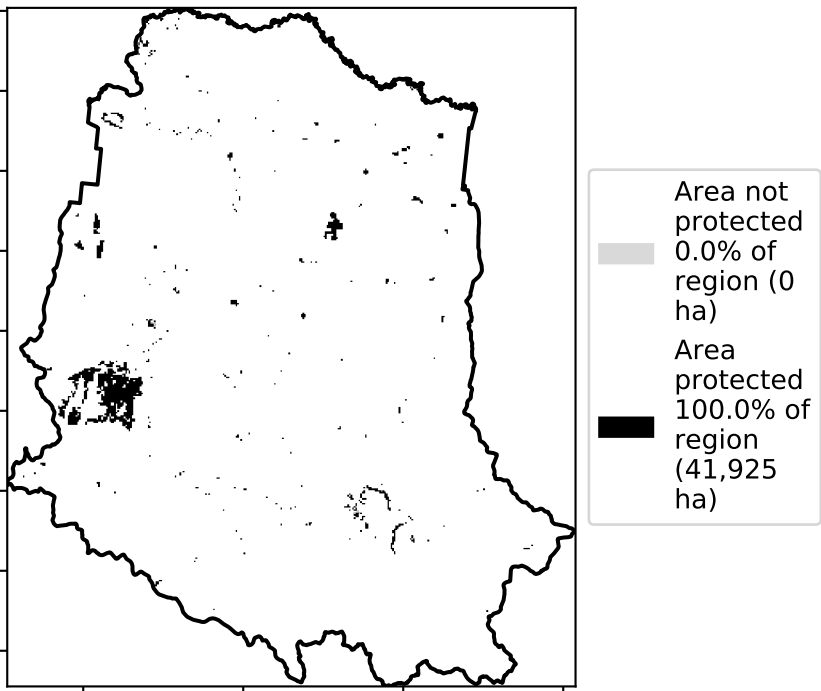 Area not
protected
0.0% of
region (0
ha)
Area
protected
100.0% of
region
(41,925
ha)